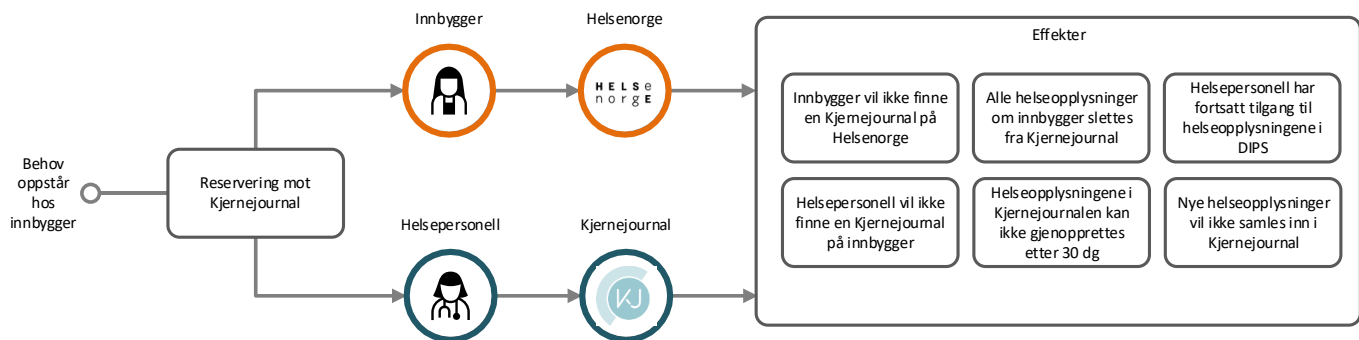 Behov
oppstår
hos
innbygger
Reservering mot
Kjernejournal
Innbygger
Helsenorge
HELSe
norgE
Helsepersonell
Kjernejournal
KJ
Effekter
Innbygger vil ikke finne
en Kjernejournal på
Helsenorge
Alle helseopplysninger
om innbygger slettes
fra Kjernejournal
Helsepersonell har
fortsatt tilgang til
helseopplysningene i
DIPS
Helsepersonell vil ikke
finne en Kjernejournal
på innbygger
Helseopplysningene i
Kjernejournalen kan
ikke gjenopprettes
etter 30 dg
Nye helseopplysninger
vil ikke samles inn i
Kjernejournal